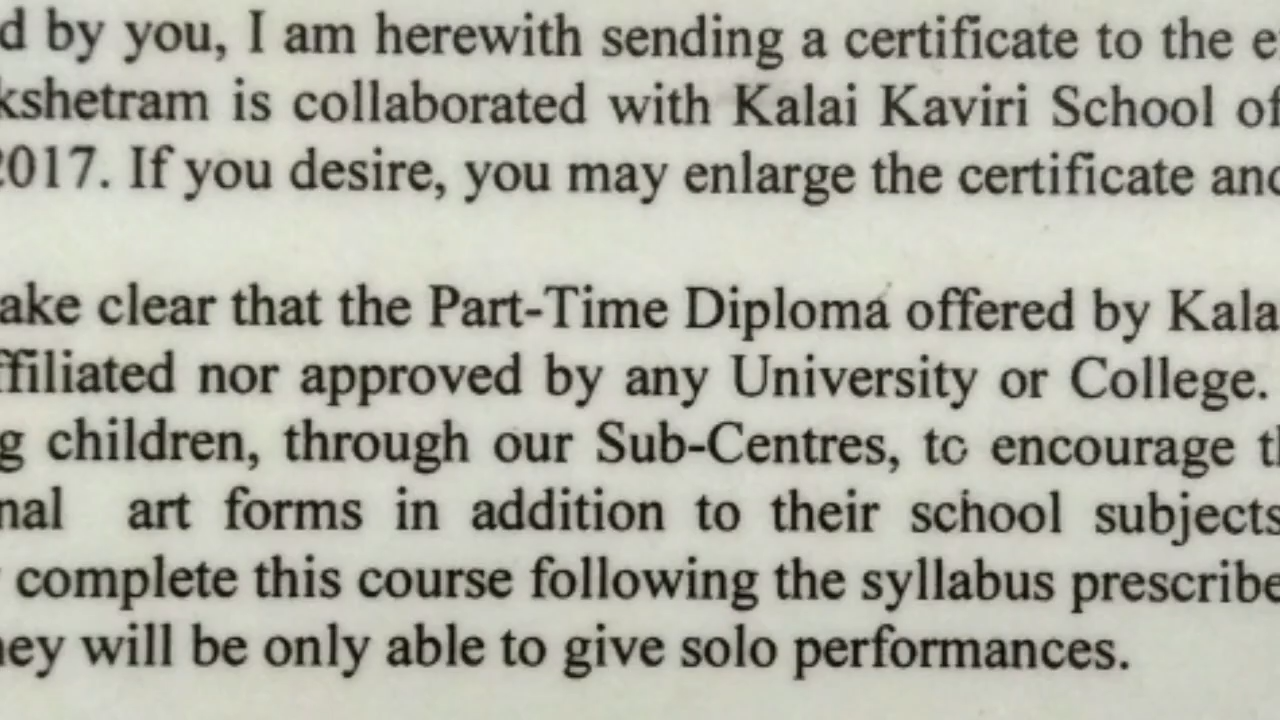 d by you, I am herewith sending a certificate to the e
kshetram is collaborated with Kalai Kaviri School of
2017. If you desire, you may enlarge the certificate and
ake clear that the Part-Time Diploma offered by Kala
ffiliated nor approved by any University or College.
g children, through our Sub-Centres, to encourage th
nal art forms in addition to their school subjects
complete this course following the syllabus prescribe
hey will be only able to give solo performances.